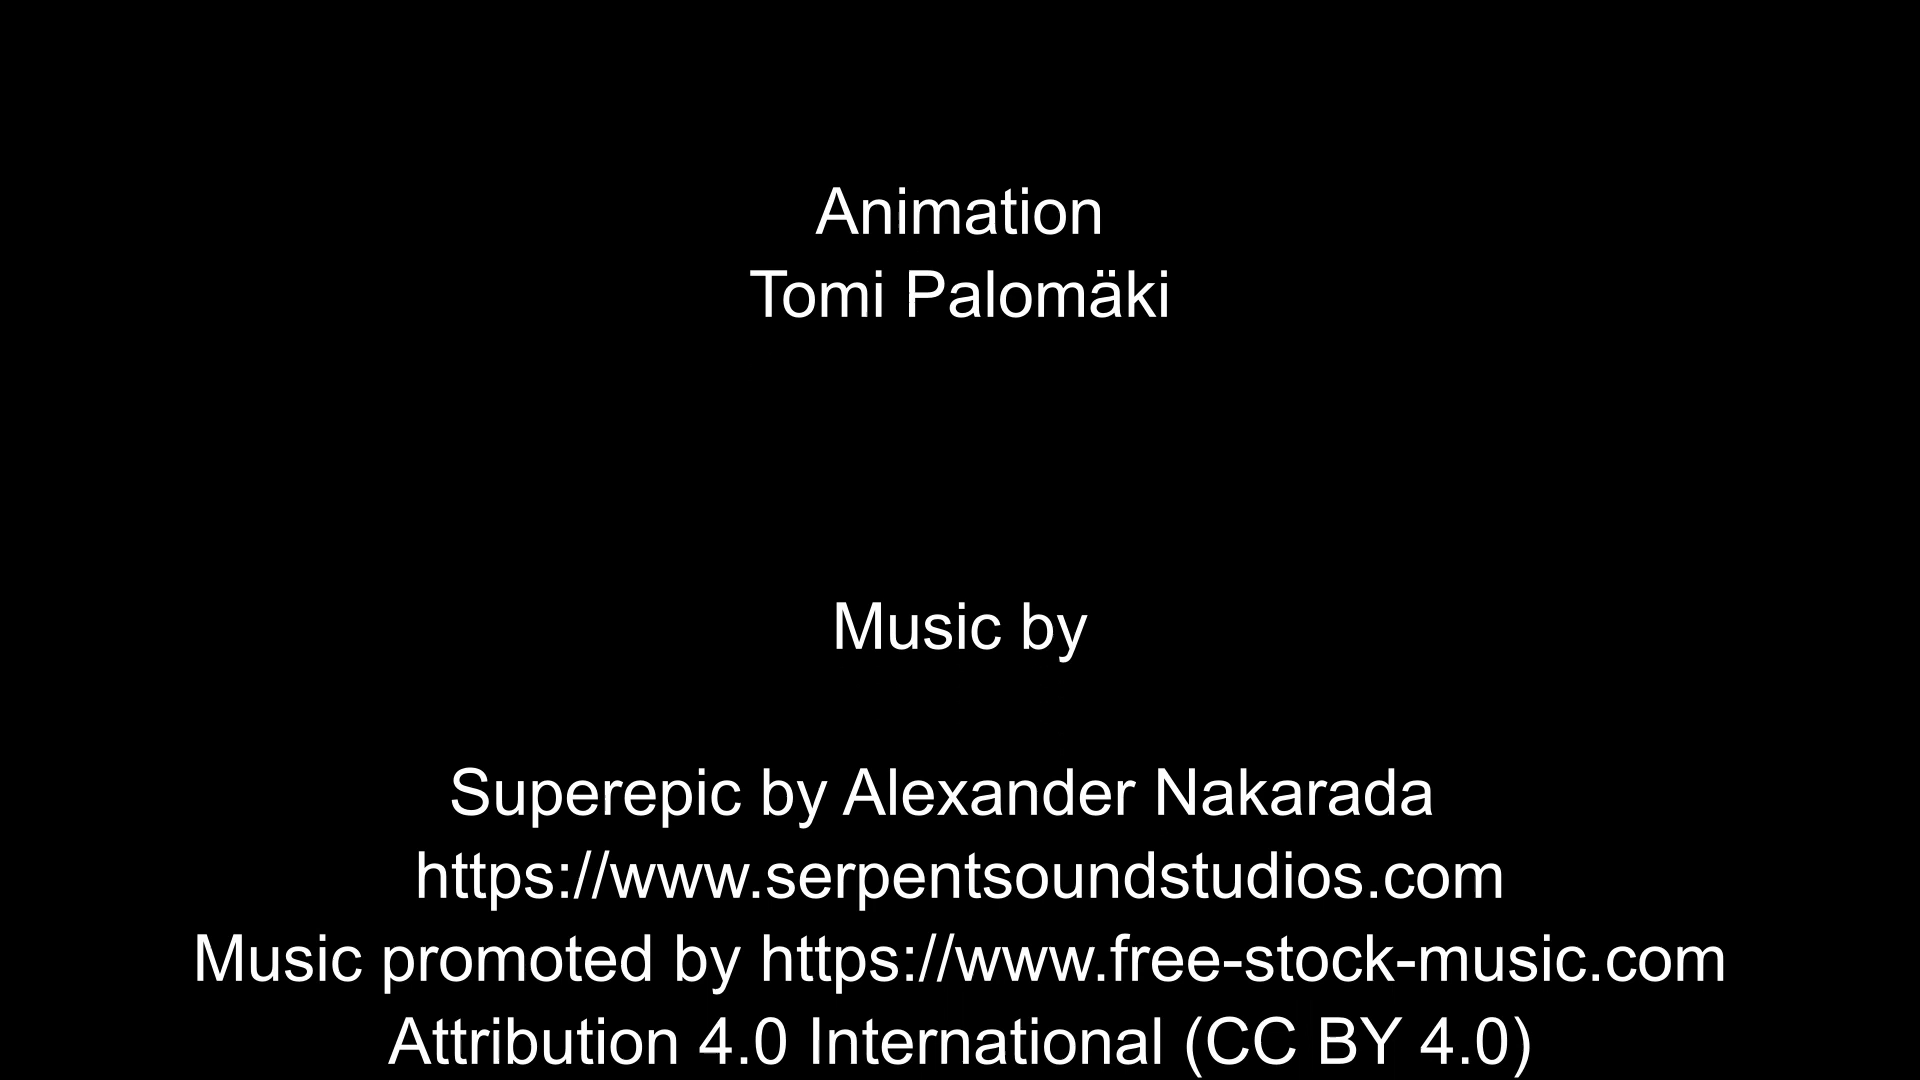 Animation
Tomi Palomäki
Music by
Superepic by Alexander Nakarada
https://www.serpentsoundstudios.com
Music promoted by https://www.free-stock-music.com
Attribution 4.0 International (CC BY 4.0)